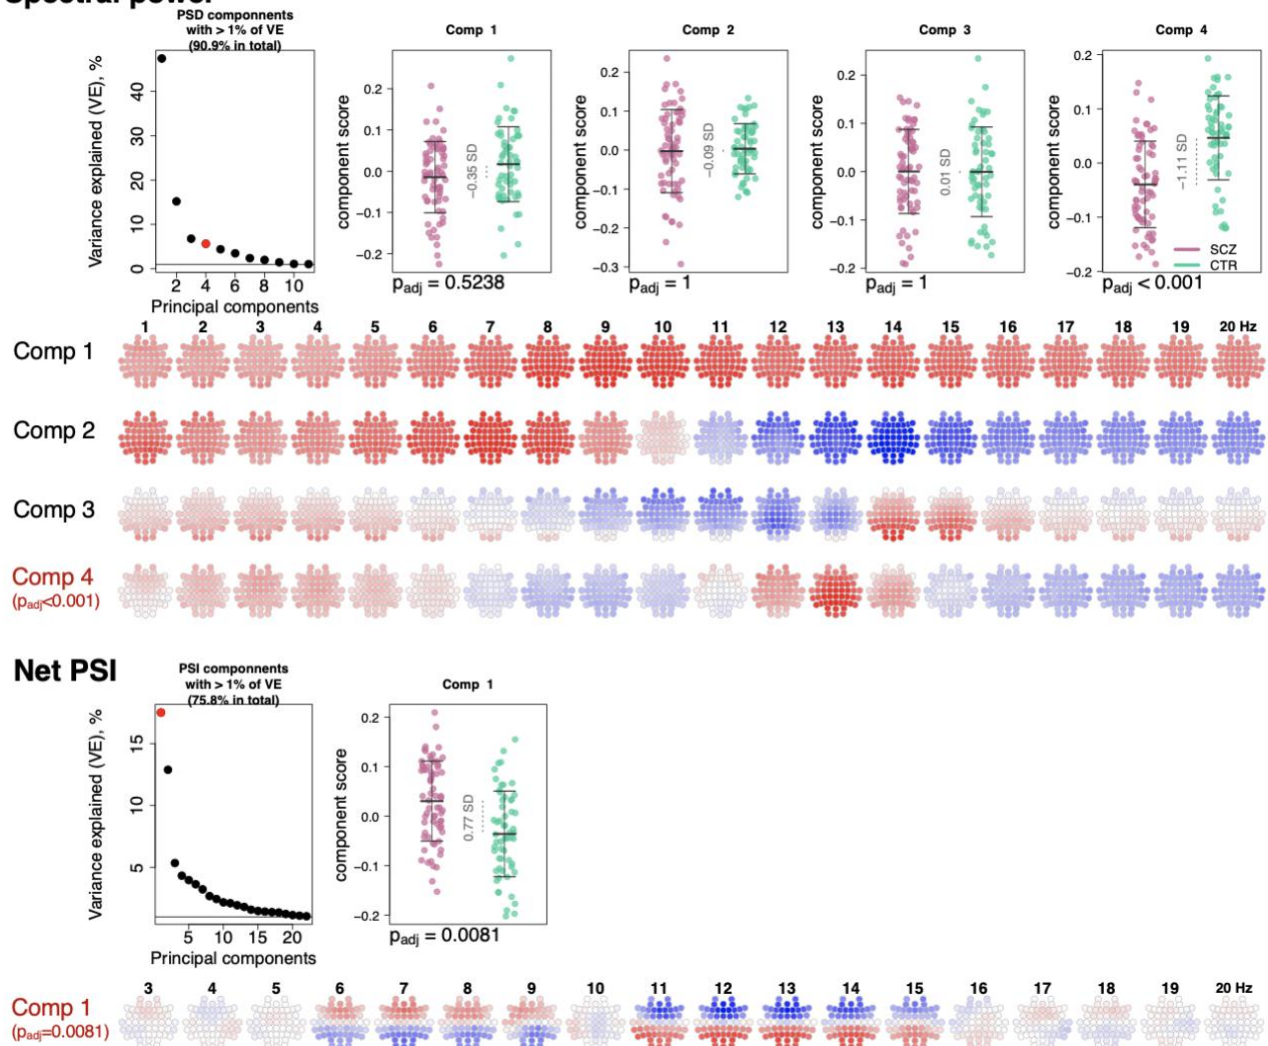 Spectral power
PSD componnents
with > 1% of VE
(90.9% in total)
Variance explained (VE), %
40
30
20
10
0
2 4 6 8 10
Principal components
Comp 1
component score
0.2
0.1
0.0
−0.1
−0.2
−0.35 SD
padj = 0.5238
Comp 2
component score
0.2
0.1
0.0
−0.1
−0.2
−0.3
−0.09 SD
padj = 1
Comp 3
component score
0.2
0.1
0.0
−0.1
−0.2
0.01 SD
padj = 1
Comp 4
component score
0.2
0.1
0.0
−0.1
−0.2
−1.11 SD
SCZ
CTR
padj < 0.001
1 2 3 4 5 6 7 8 9 10 11 12 13 14 15 16 17 18 19 20 Hz
Comp 1
Comp 2
Comp 3
Comp 4
(padj<0.001)
Net PSI
PSI componnents
with > 1% of VE
(75.8% in total)
Variance explained (VE), %
15
10
5
5 10 15 20
Principal components
Comp 1
component score
0.2
0.1
0.0
−0.1
−0.2
0.77 SD
padj = 0.0081
3 4 5 6 7 8 9 10 11 12 13 14 15 16 17 18 19 20 Hz
Comp 1
(padj=0.0081)